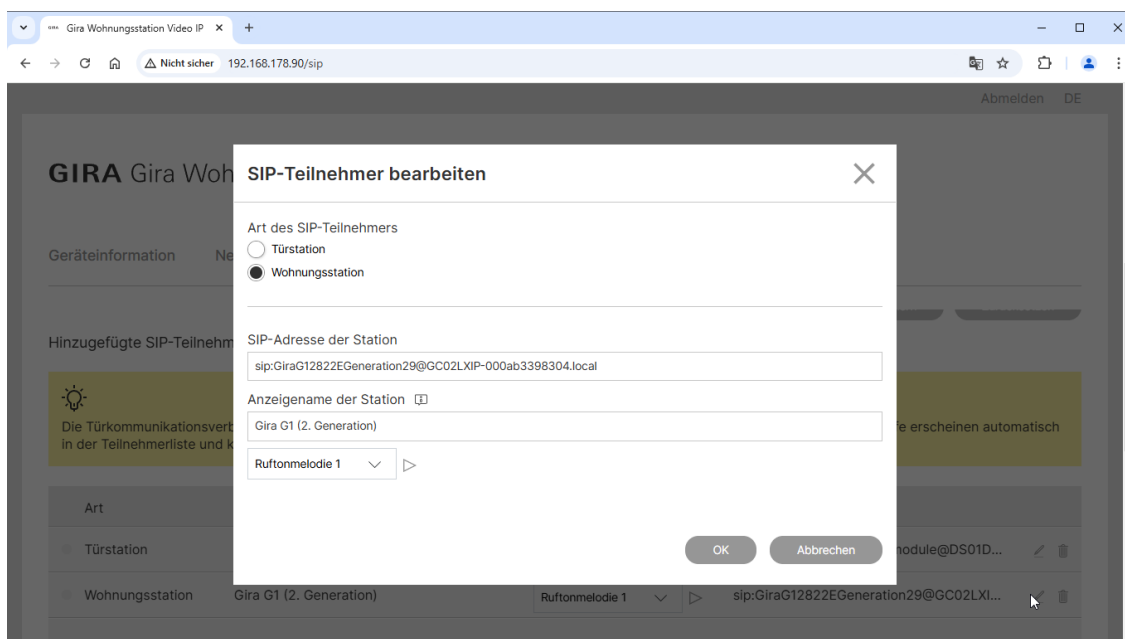 Gira Wohnungsstation Video IP
Nicht sicher 192.168.178.90/sip
Abmelden DE
GIRA Gira Woh
SIP-Teilnehmer bearbeiten
Art des SIP-Teilnehmers
Türstation
Wohnungsstation
Geräteinformation Ne
SIP-Adresse der Station
Hinzugefügte SIP-Teilnehm
sip:GiraG12822EGeneration29@GC02LXIP-000ab3398304.local
Anzeigename der Station
Gira G1 (2. Generation)
Die Türkommunikationsverb
fe erscheinen automatisch
in der Teilnehmerliste und k
Ruftonmelodie 1
Art
OK Abbrechen
Türstation
nodule@DS01D...
Wohnungsstation Gira G1 (2. Generation) Ruftonmelodie 1 sip:GiraG12822EGeneration29@GC02LXI...